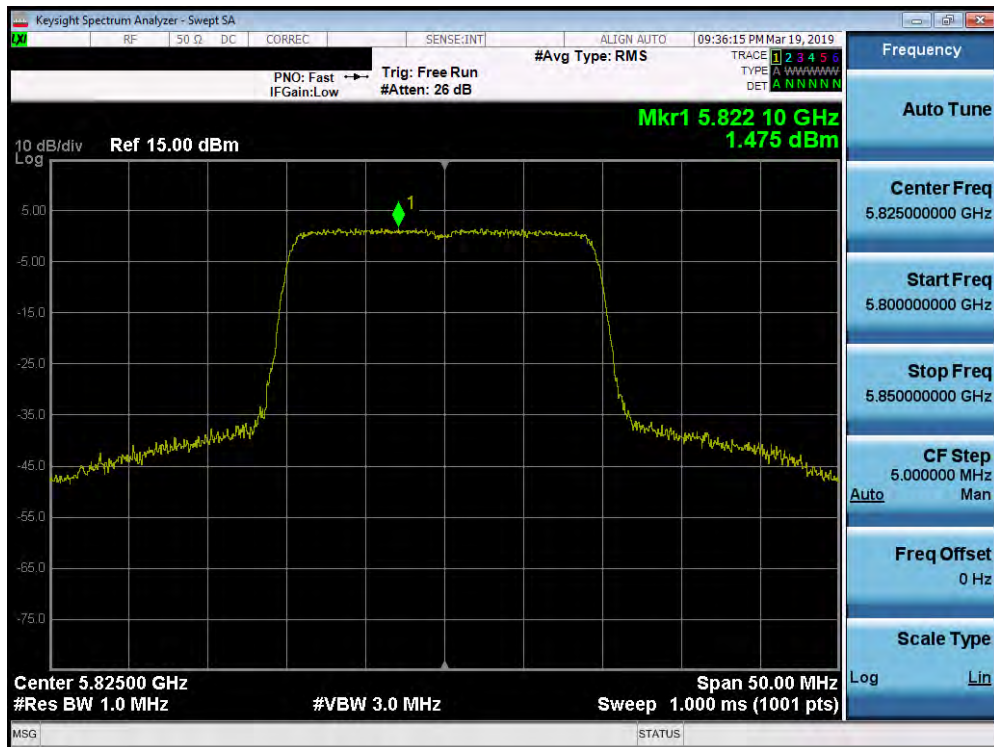 Keysight Spectrum Analyzer - Swept SA
LXI RF 50 Ω DC CORREC SENSE:INT ALIGN AUTO 09:36:15 PM Mar 19, 2019
Frequency
#Avg Type: RMS
TRACE 1 2 3 4 5 6
PNO: Fast Trig: Free Run
TYPE A WWWWW
IFGain:Low #Atten: 26 dB
DET A N N N N N
Auto Tune
Mkr1 5.822 10 GHz
1.475 dBm
10 dB/div Ref 15.00 dBm
Log
1
5.00
-5.00
-15.0
-25.0
-35.0
-45.0
-55.0
-65.0
-75.0
Center Freq
5.825000000 GHz
Start Freq
5.800000000 GHz
Stop Freq
5.850000000 GHz
CF Step
5.000000 MHz
Auto Man
Freq Offset
0 Hz
Scale Type
Log Lin
Center 5.82500 GHz Span 50.00 MHz
#Res BW 1.0 MHz #VBW 3.0 MHz Sweep 1.000 ms (1001 pts)
MSG STATUS